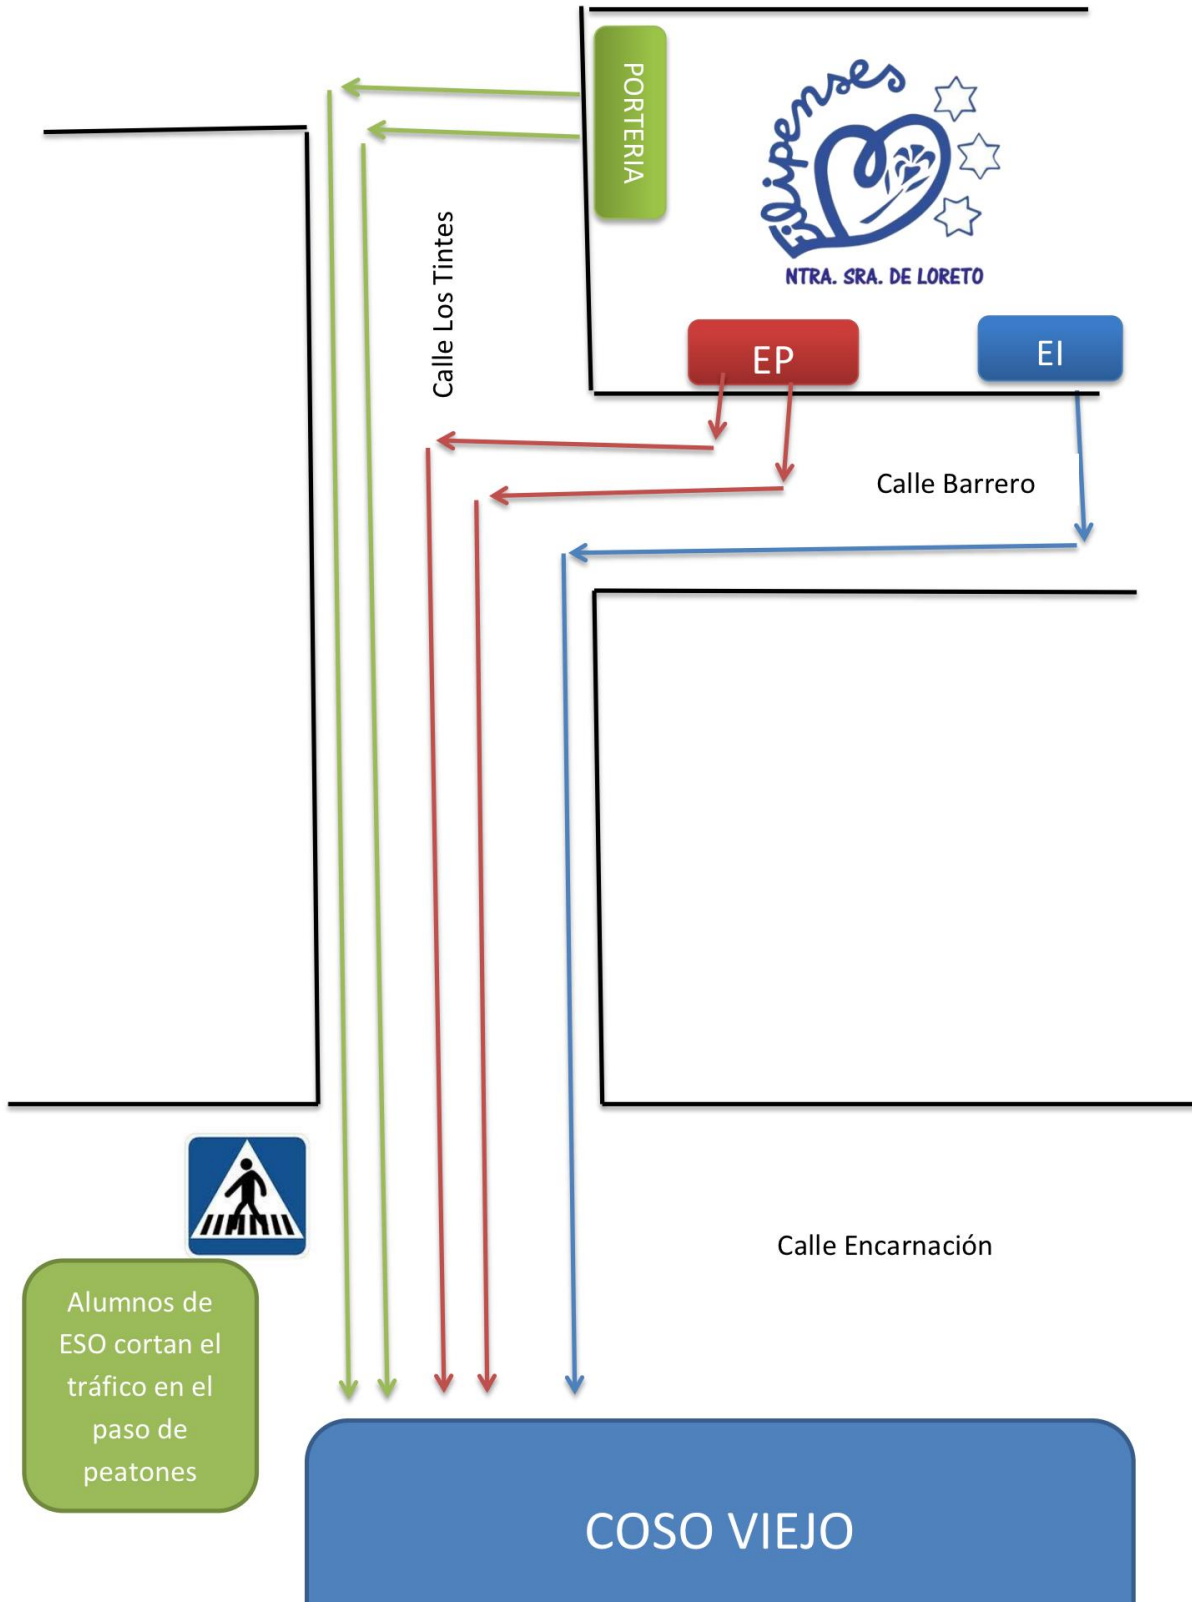 PORTERIA
Filipenses
NTRA. SRA. DE LORETO
Calle Los Tintes
EP
EI
Calle Barrero
Calle Encarnación
Alumnos de
ESO cortan el
tráfico en el
paso de
peatones
COSO VIEJO